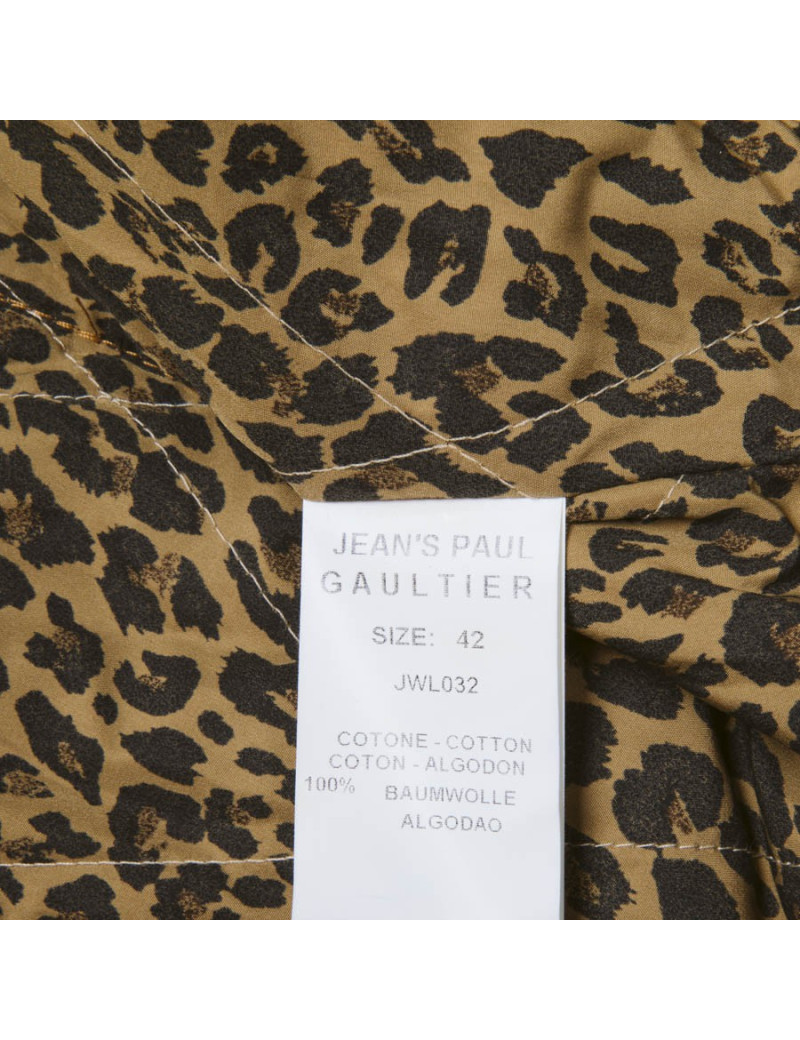 JEAN'S PAUL
GAULTIER
SIZE: 42
JWL032
COTONE - COTTON
COTON - ALGODON
100% BAUMWOLLE
ALGODAO